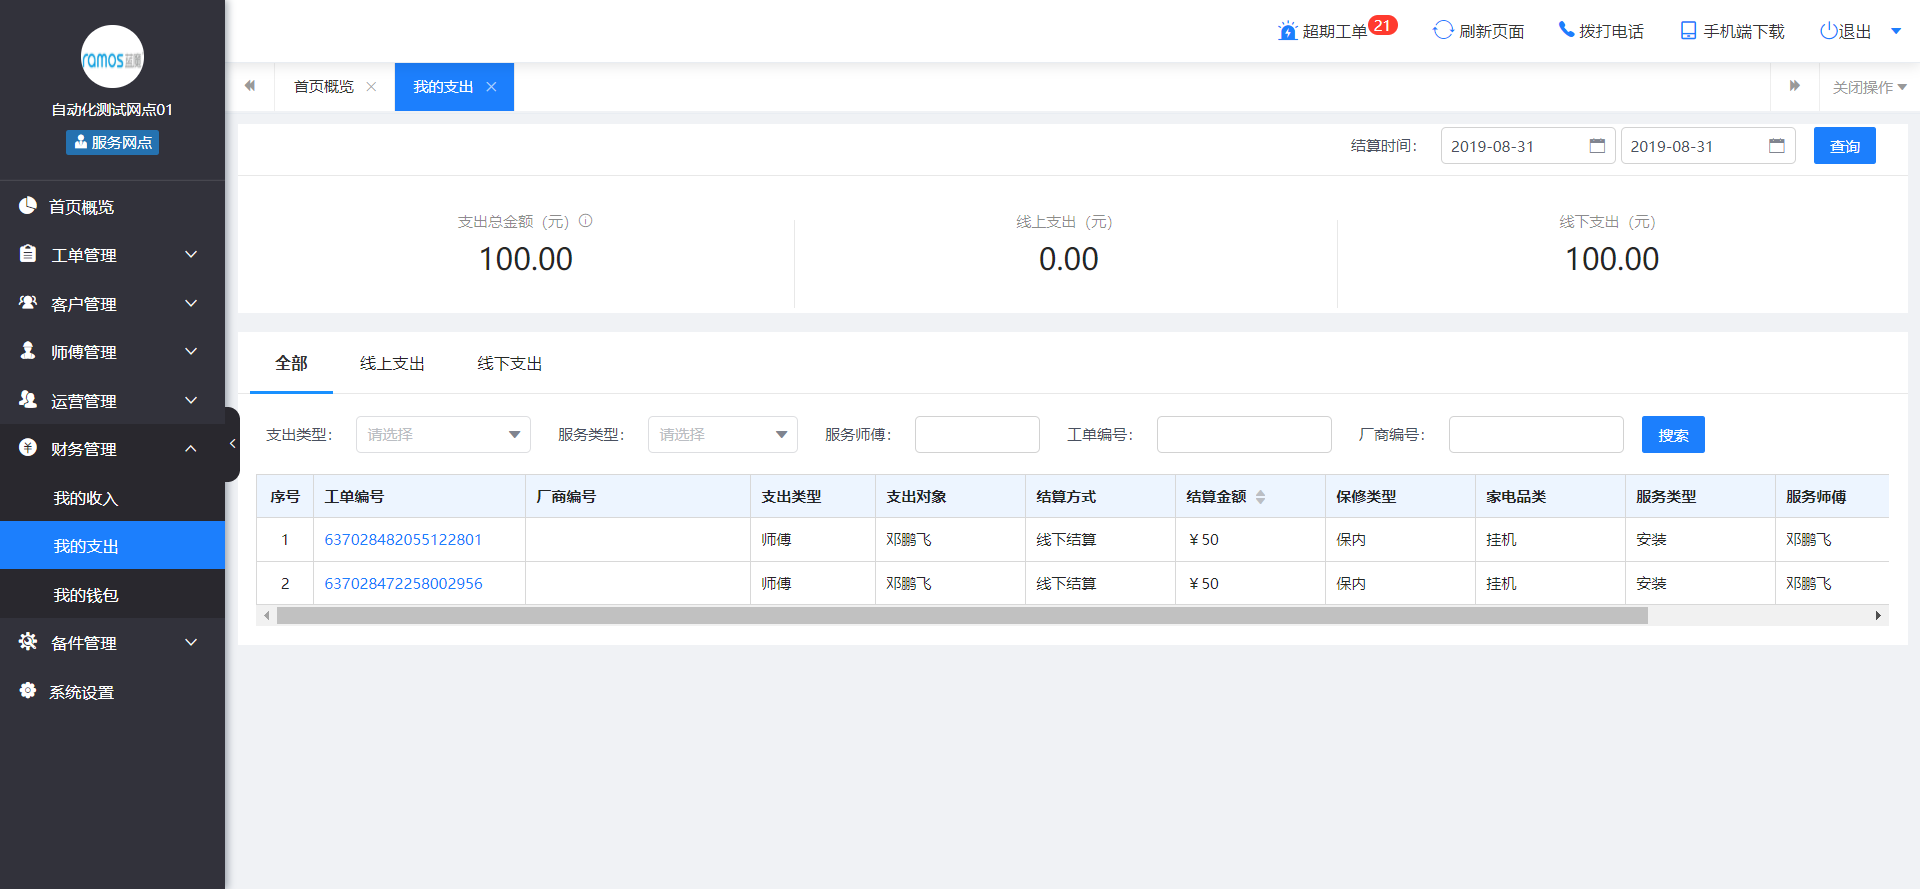 ramos
自动化测试网点01
服务网点
首页概览
工单管理
客户管理
师傅管理
运营管理
财务管理
我的收入
我的支出
我的钱包
备件管理
系统设置
超期工单 21 刷新页面 拨打电话 手机端下载 退出
首页概览 我的支出 关闭操作
结算时间： 2019-08-31 2019-08-31 查询
支出总金额（元） 线上支出（元） 线下支出（元）
100.00 0.00 100.00
全部 线上支出 线下支出
支出类型： 请选择 服务类型： 请选择 服务师傅： 工单编号： 厂商编号： 搜索
序号 工单编号 厂商编号 支出类型 支出对象 结算方式 结算金额 保修类型 家电品类 服务类型 服务师傅
1 637028482055122801 师傅 邓鹏飞 线下结算 ￥50 保内 挂机 安装 邓鹏飞
2 637028472258002956 师傅 邓鹏飞 线下结算 ￥50 保内 挂机 安装 邓鹏飞